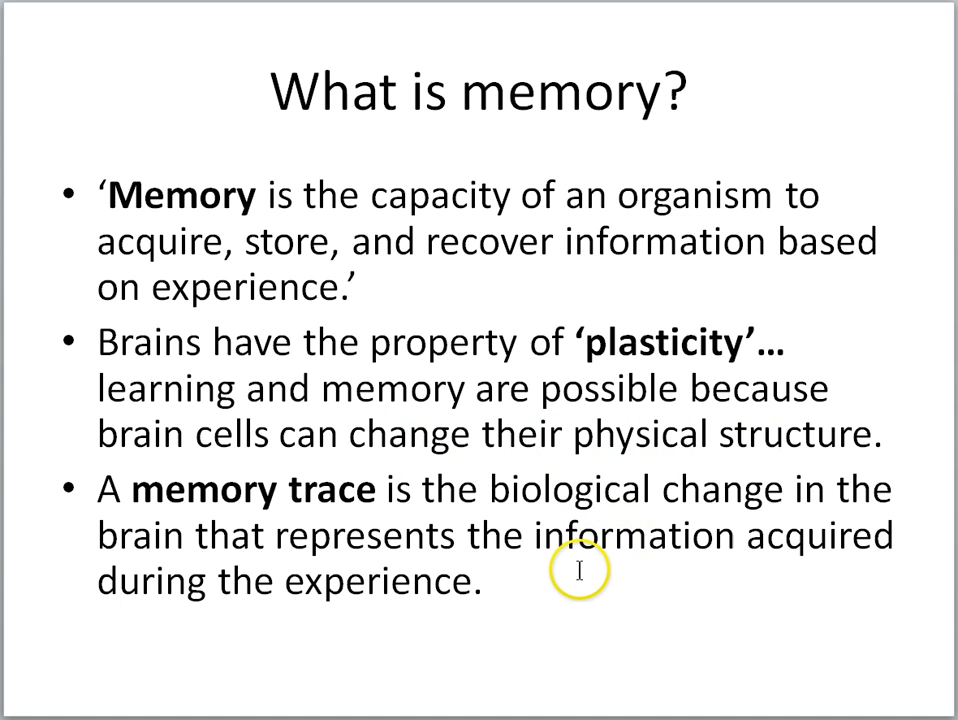 What is memory?
• ‘Memory is the capacity of an organism to
acquire, store, and recover information based
on experience.’
• Brains have the property of ‘plasticity’…
learning and memory are possible because
brain cells can change their physical structure.
• A memory trace is the biological change in the
brain that represents the information acquired
during the experience.